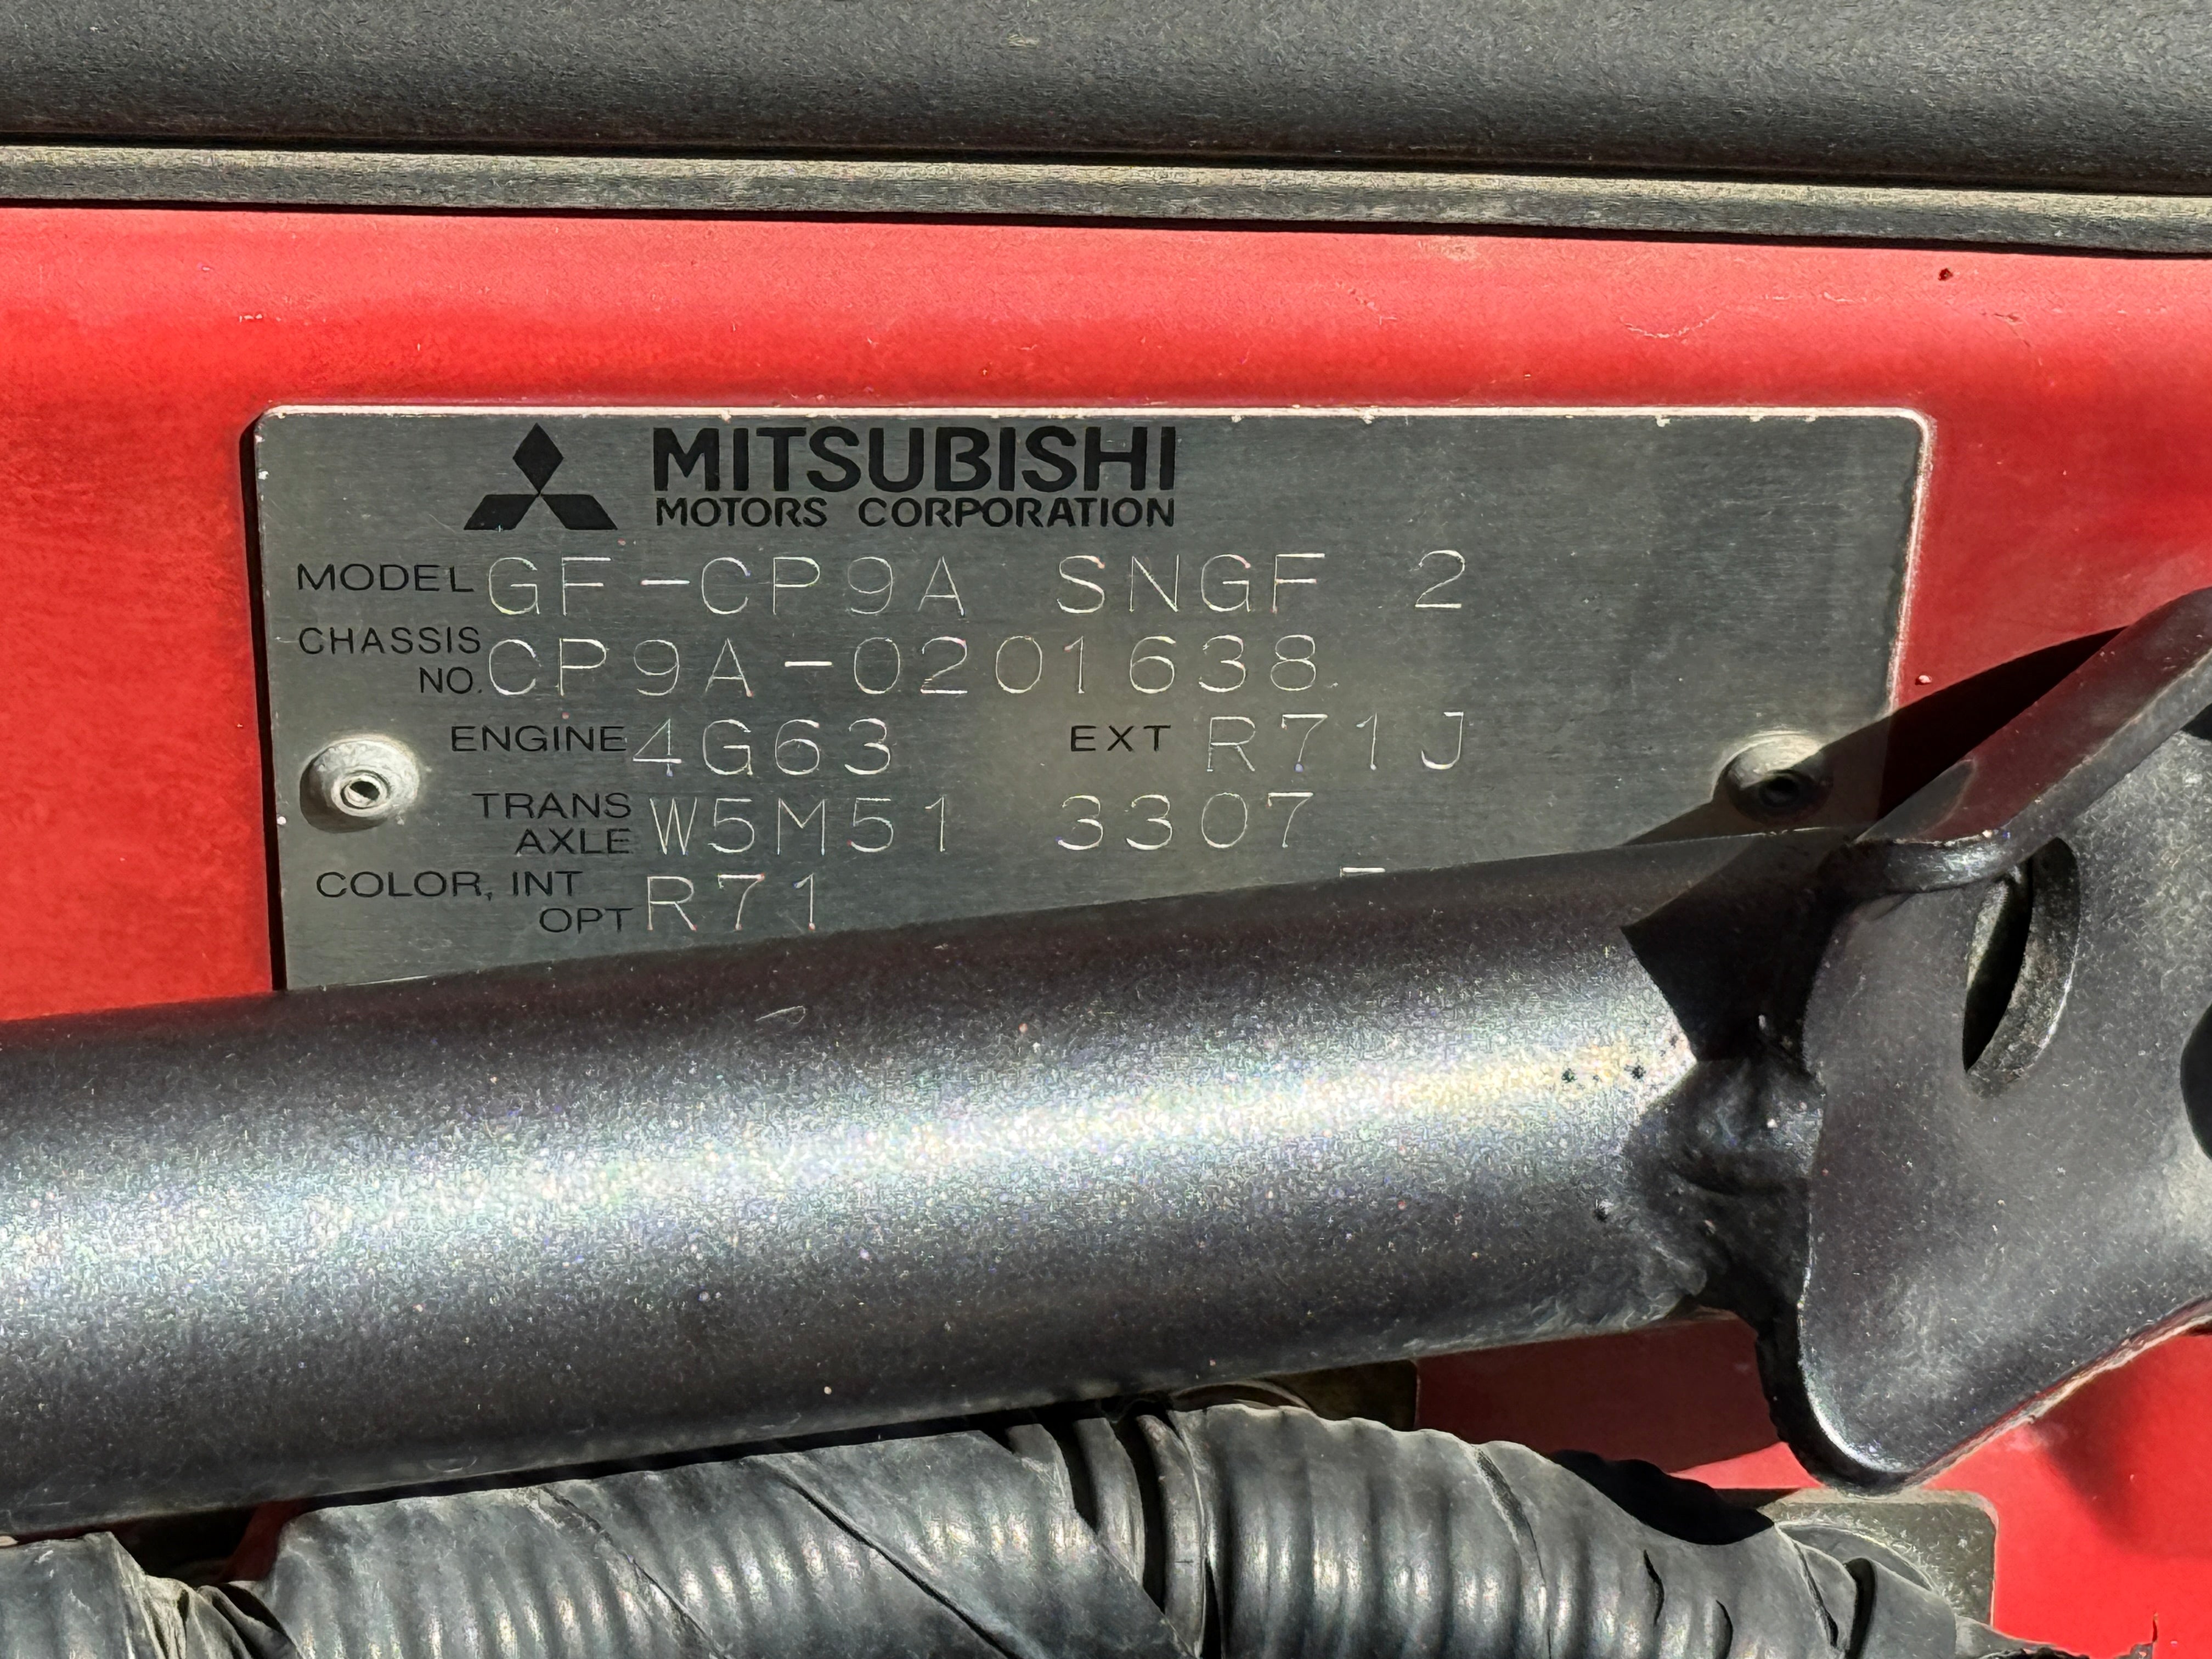 MITSUBISHI
MOTORS CORPORATION
MODEL GF-CP9A SNGF 2
CHASSIS NO. CP9A-0201638
ENGINE 4G63 EXT R71J
TRANS AXLE W5M51 3307
COLOR, INT OPT R71